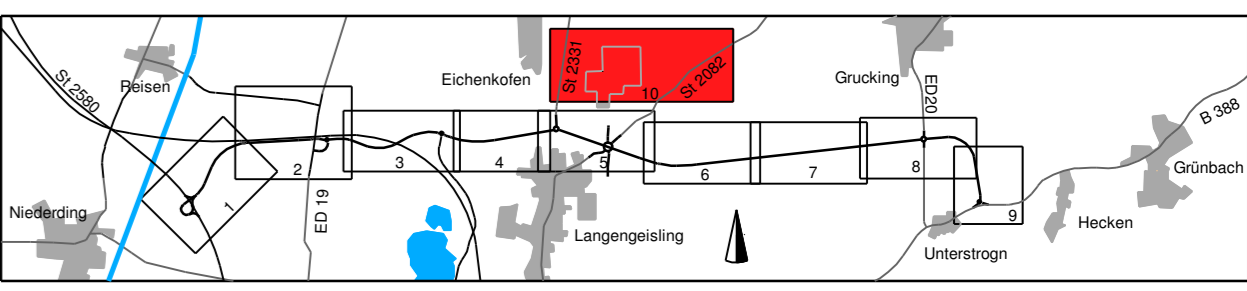 St 2580
Reisen
Niederding
1
2
ED 19
3
4
Eichenkofen
St 2331
10
St 2082
5
Langengeisling
6
7
Grucking
ED20
8
9
Unterstrogn
Hecken
B 388
Grünbach